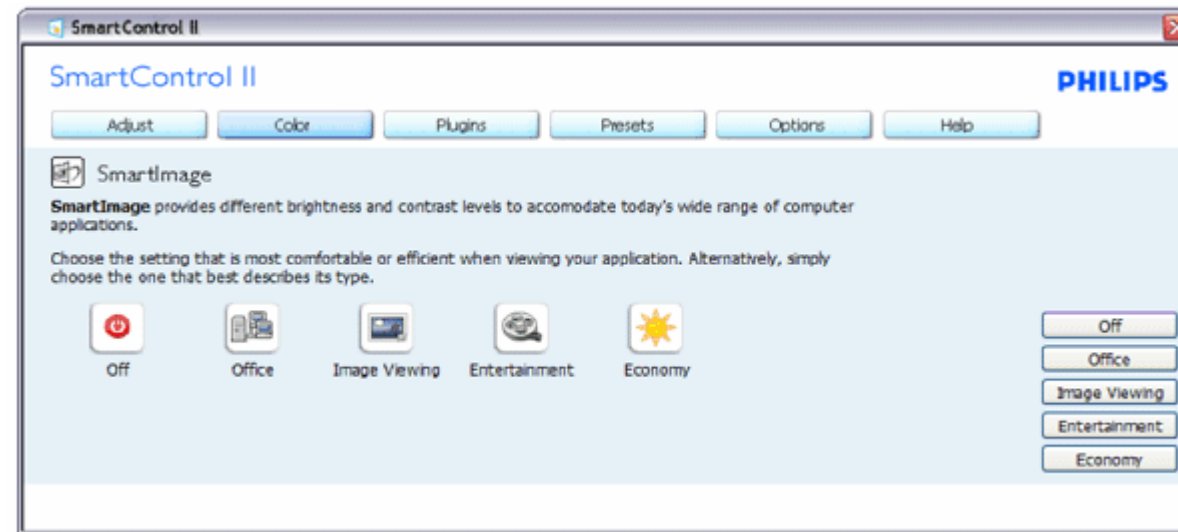 SmartControl II
SmartControl II
PHILIPS
Adjust Color Plugins Presets Options Help
SmartImage
SmartImage provides different brightness and contrast levels to accomodate today's wide range of computer
applications.
Choose the setting that is most comfortable or efficient when viewing your application. Alternatively, simply
choose the one that best describes its type.
Off Office Image Viewing Entertainment Economy
Off
Office
Image Viewing
Entertainment
Economy